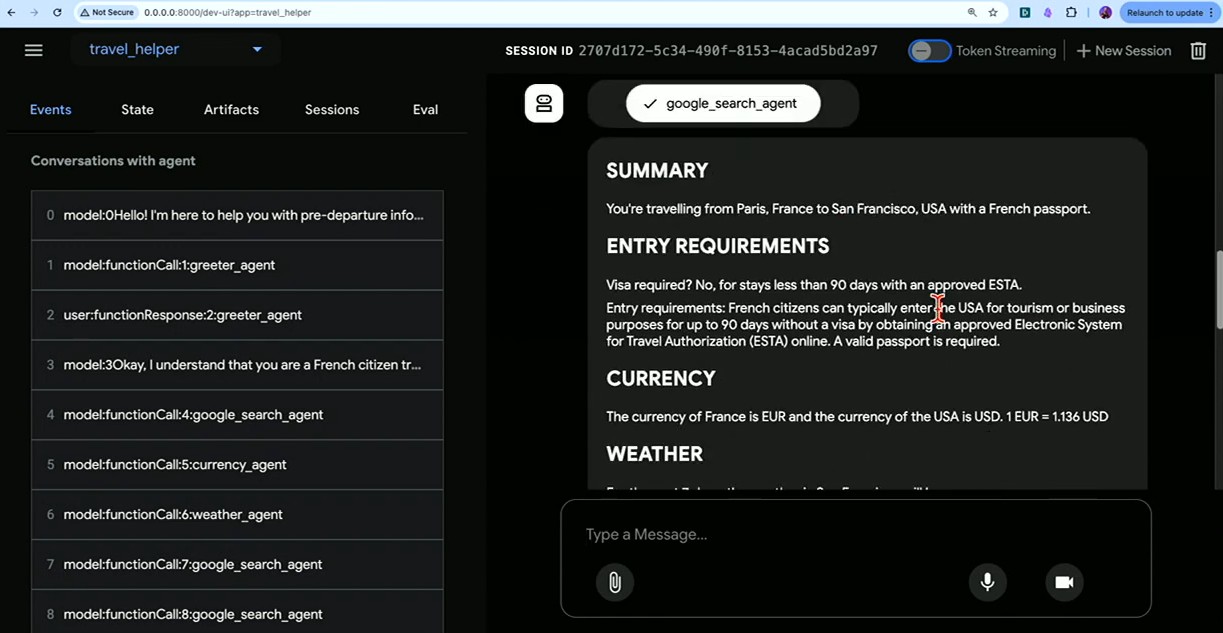 Not Secure 0.0.0.0:8000/dev-ui?app=travel_helper Relaunch to update
travel_helper SESSION ID 2707d172-5c34-490f-8153-4acad5bd2a97 Token Streaming + New Session
Events State Artifacts Sessions Eval
Conversations with agent
0 model:0Hello! I'm here to help you with pre-departure info...
1 model:functionCall:1:greeter_agent
2 user:functionResponse:2:greeter_agent
3 model:3Okay, I understand that you are a French citizen tr...
4 model:functionCall:4:google_search_agent
5 model:functionCall:5:currency_agent
6 model:functionCall:6:weather_agent
7 model:functionCall:7:google_search_agent
8 model:functionCall:8:google_search_agent
google_search_agent
SUMMARY
You're travelling from Paris, France to San Francisco, USA with a French passport.
ENTRY REQUIREMENTS
Visa required? No, for stays less than 90 days with an approved ESTA.
Entry requirements: French citizens can typically enter the USA for tourism or business
purposes for up to 90 days without a visa by obtaining an approved Electronic System
for Travel Authorization (ESTA) online. A valid passport is required.
CURRENCY
The currency of France is EUR and the currency of the USA is USD. 1 EUR = 1.136 USD
WEATHER
Type a Message...